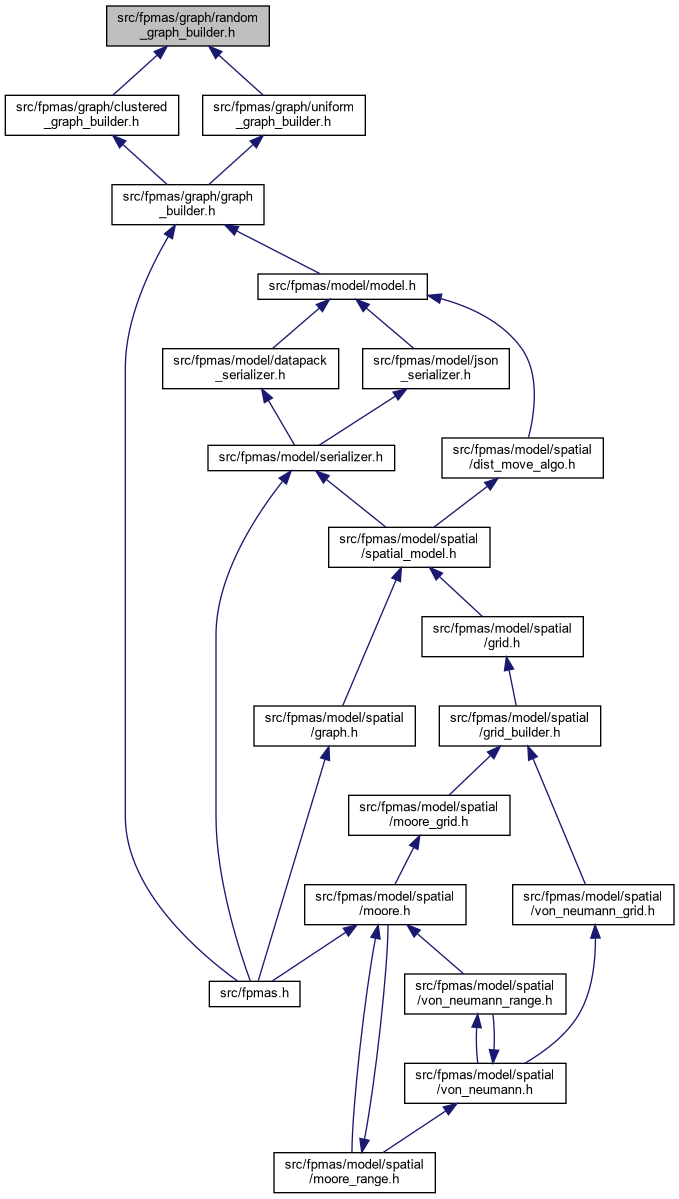 src/fpmas/graph/random
_graph_builder.h
src/fpmas/graph/clustered
_graph_builder.h
src/fpmas/graph/uniform
_graph_builder.h
src/fpmas/graph/graph
_builder.h
src/fpmas/model/model.h
src/fpmas/model/datapack
_serializer.h
src/fpmas/model/json
_serializer.h
src/fpmas/model/serializer.h
src/fpmas/model/spatial
/dist_move_algo.h
src/fpmas/model/spatial
/spatial_model.h
src/fpmas/model/spatial
/grid.h
src/fpmas/model/spatial
/graph.h
src/fpmas/model/spatial
/grid_builder.h
src/fpmas/model/spatial
/moore_grid.h
src/fpmas/model/spatial
/moore.h
src/fpmas/model/spatial
/von_neumann_grid.h
src/fpmas.h
src/fpmas/model/spatial
/von_neumann_range.h
src/fpmas/model/spatial
/von_neumann.h
src/fpmas/model/spatial
/moore_range.h